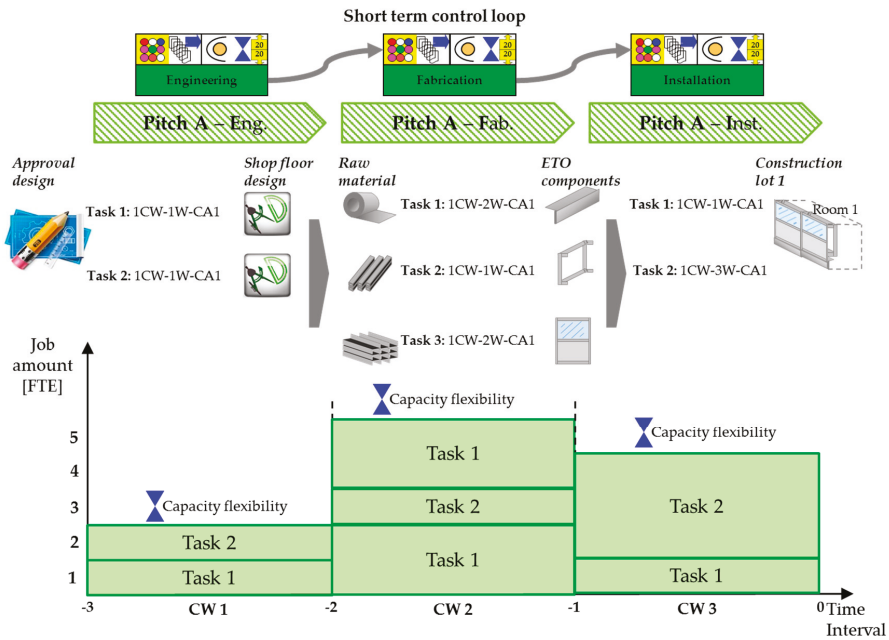 Short term control loop
20
20
20
20
20
20
Engineering
Fabrication
Installation
Pitch A – Eng.
Pitch A – Fab.
Pitch A – Inst.
Approval
design
Shop floor
design
Raw
material
ETO
components
Construction
lot 1
Task 1: 1CW-1W-CA1
Task 1: 1CW-2W-CA1
Task 1: 1CW-1W-CA1
Room 1
Task 2: 1CW-1W-CA1
Task 2: 1CW-1W-CA1
Task 2: 1CW-3W-CA1
Task 3: 1CW-2W-CA1
Job
amount
[FTE]
Capacity flexibility
Capacity flexibility
Capacity flexibility
5
4
3
2
1
Task 1
Task 2
Task 1
Task 2
Task 1
Task 2
Task 1
-3
CW 1
-2
CW 2
-1
CW 3
0
Time
Interval